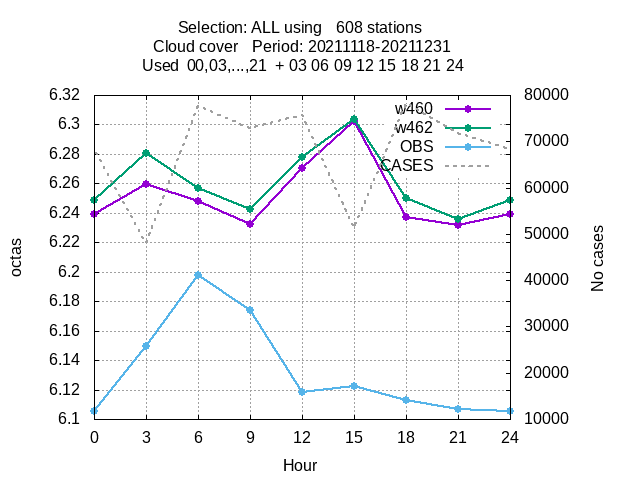 Selection: ALL using   608 stations
Cloud cover   Period: 20211118-20211231
Used  00,03,...,21  + 03 06 09 12 15 18 21 24
6.32
6.3
6.28
6.26
6.24
6.22
6.2
6.18
6.16
6.14
6.12
6.1
octas
w460
w462
OBS
CASES
80000
70000
60000
50000
40000
30000
20000
10000
No cases
0 3 6 9 12 15 18 21 24
Hour